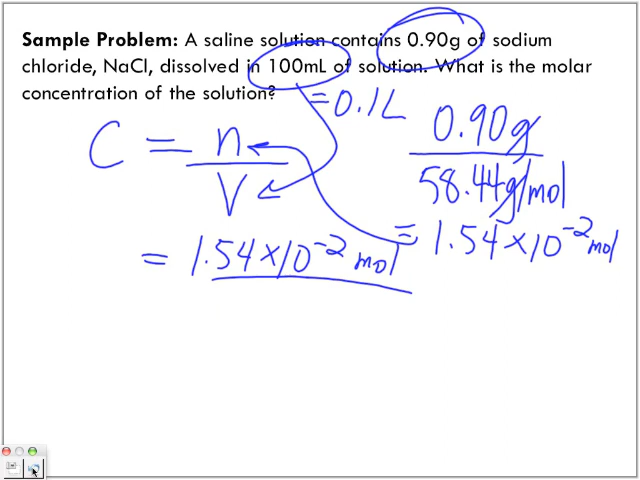 Sample Problem: A saline solution contains 0.90g of sodium
chloride, NaCl, dissolved in 100mL of solution. What is the molar
concentration of the solution?
= 0.1L
C = n
V
0.90g
58.44g/mol
= 1.54×10⁻² mol
= 1.54×10⁻² mol